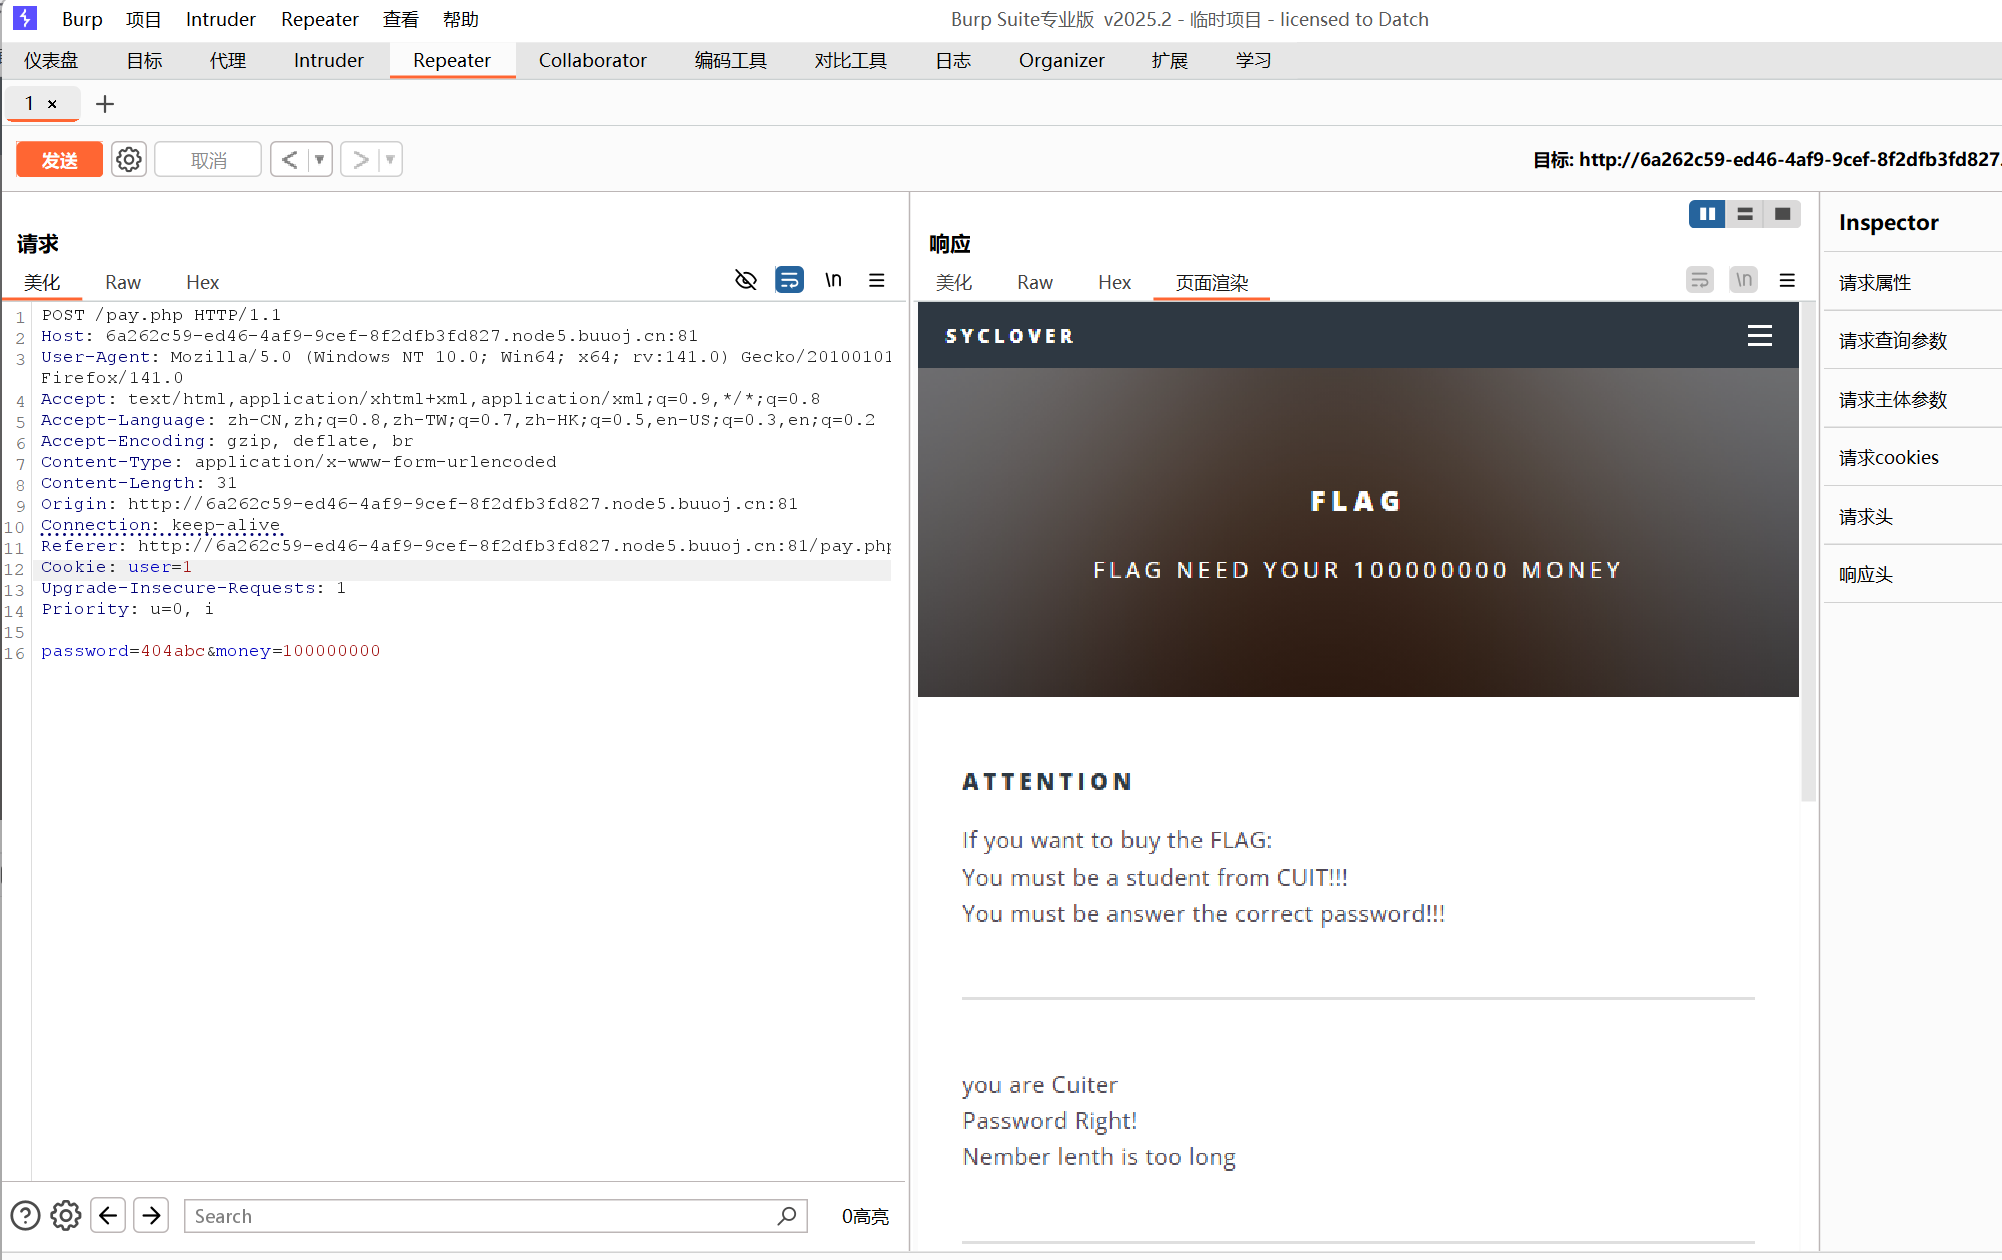 Burp 项目 Intruder Repeater 查看 帮助 Burp Suite专业版 v2025.2 - 临时项目 - licensed to Datch
仪表盘 目标 代理 Intruder Repeater Collaborator 编码工具 对比工具 日志 Organizer 扩展 学习
1 × +
发送 取消 < > 目标: http://6a262c59-ed46-4af9-9cef-8f2dfb3fd827.
请求
美化 Raw Hex \n
1 POST /pay.php HTTP/1.1
2 Host: 6a262c59-ed46-4af9-9cef-8f2dfb3fd827.node5.buuoj.cn:81
3 User-Agent: Mozilla/5.0 (Windows NT 10.0; Win64; x64; rv:141.0) Gecko/20100101
Firefox/141.0
4 Accept: text/html,application/xhtml+xml,application/xml;q=0.9,*/*;q=0.8
5 Accept-Language: zh-CN,zh;q=0.8,zh-TW;q=0.7,zh-HK;q=0.5,en-US;q=0.3,en;q=0.2
6 Accept-Encoding: gzip, deflate, br
7 Content-Type: application/x-www-form-urlencoded
8 Content-Length: 31
9 Origin: http://6a262c59-ed46-4af9-9cef-8f2dfb3fd827.node5.buuoj.cn:81
10 Connection: keep-alive
11 Referer: http://6a262c59-ed46-4af9-9cef-8f2dfb3fd827.node5.buuoj.cn:81/pay.php
12 Cookie: user=1
13 Upgrade-Insecure-Requests: 1
14 Priority: u=0, i
15
16 password=404abc&money=100000000
Search 0高亮
响应
美化 Raw Hex 页面渲染 \n
SYCLOVER
FLAG
FLAG NEED YOUR 100000000 MONEY
ATTENTION
If you want to buy the FLAG:
You must be a student from CUIT!!!
You must be answer the correct password!!!
you are Cuiter
Password Right!
Nember lenth is too long
Inspector
请求属性
请求查询参数
请求主体参数
请求cookies
请求头
响应头